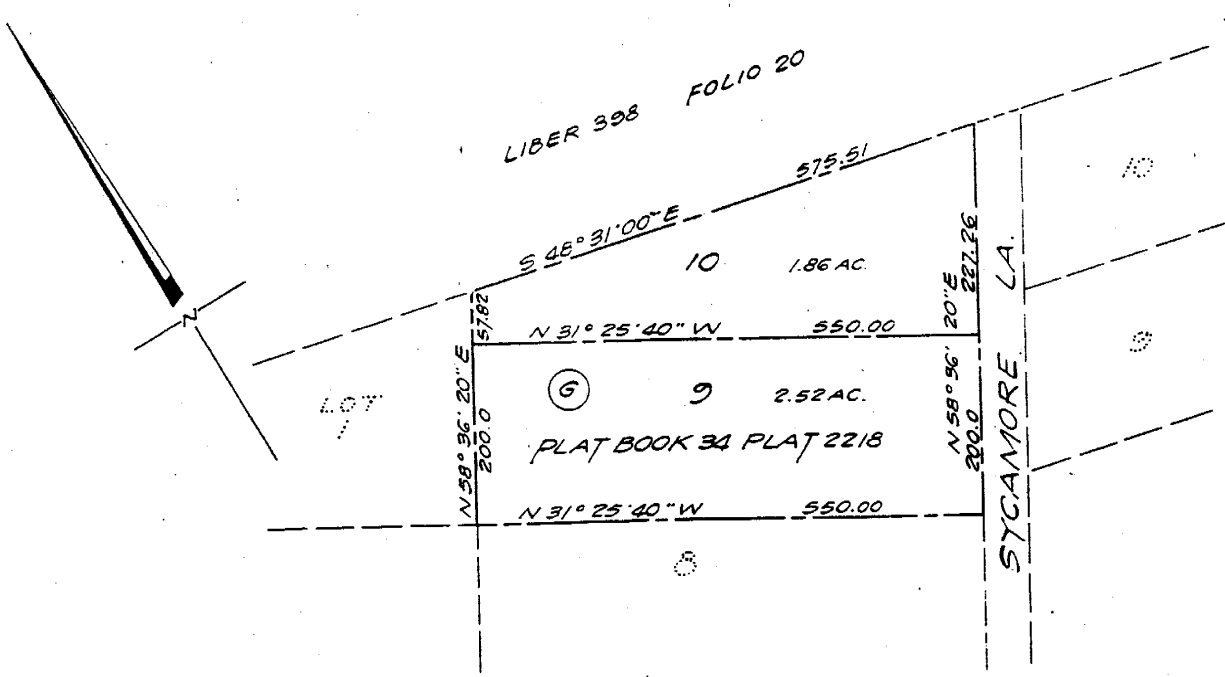 LIBER 398 FOLIO 20
575.51
S 48° 31' 00" E
10
10 1.86 AC.
57.82
227.26
N 31° 25' 40" W 550.00
N
LOT
1
N 58° 36' 20" E
200.0
G 9 2.52 AC.
N 58° 36' 20" E
200.0
9
SYCAMORE LA.
PLAT BOOK 34 PLAT 2218
N 31° 25' 40" W 550.00
8